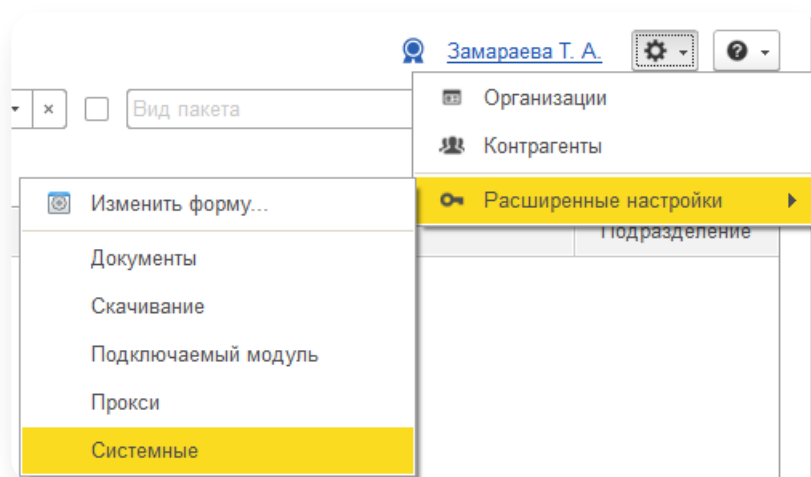 Замараева Т. А.
Вид пакета
Организации
Контрагенты
Расширенные настройки
Подразделение
Изменить форму...
Документы
Скачивание
Подключаемый модуль
Прокси
Системные